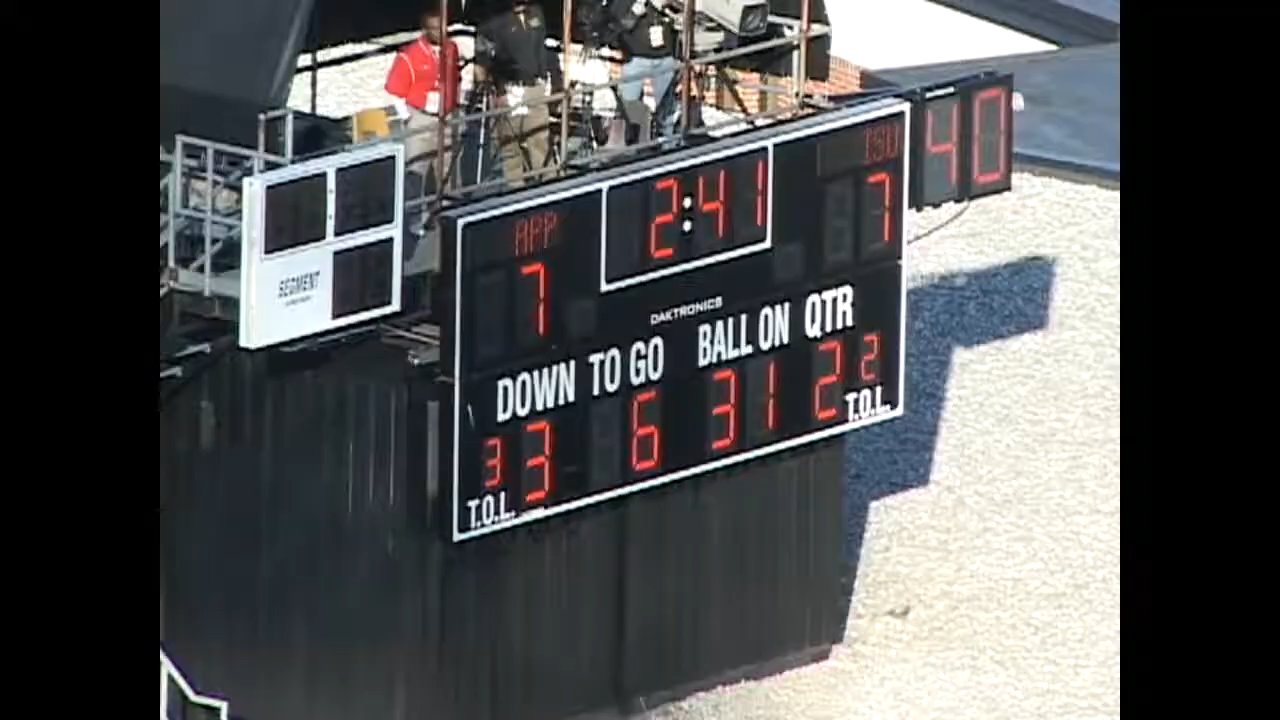 40
ISU
2:41
APP
7
7
DAKTRONICS
SEGMENT
DOWN TO GO BALL ON QTR
3 3 6 31 2 2
T.O.L.
T.O.L.